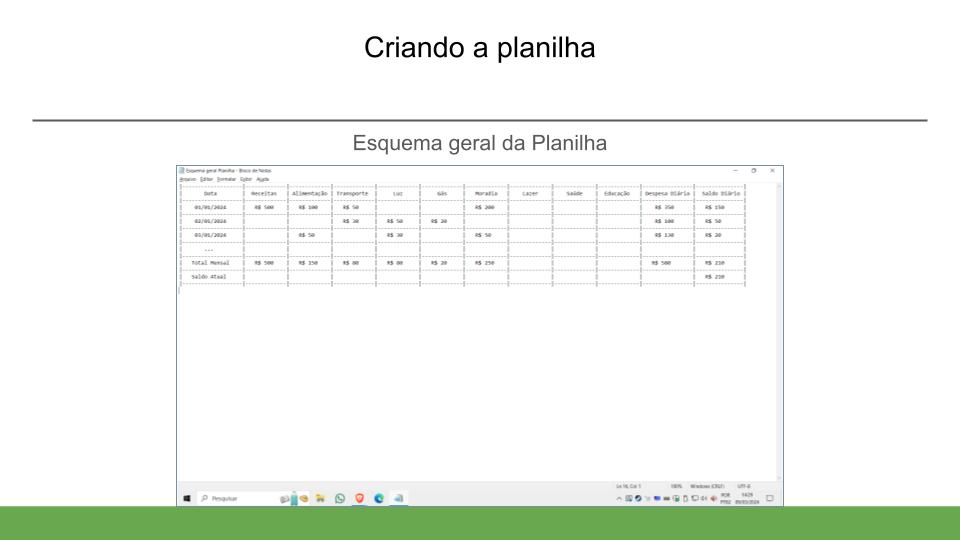 Criando a planilha
Esquema geral da Planilha
Esquema geral Planilha - Bloco de Notas
Arquivo Editar Formatar Exibir Ajuda
Data Receitas Alimentação Transporte Luz Gás Moradia Lazer Saúde Educação Despesa Diária Saldo Diário
01/01/2024 R$ 500 R$ 100 R$ 50 R$ 200 R$ 350 R$ 150
02/01/2024 R$ 30 R$ 50 R$ 20 R$ 100 R$ 50
03/01/2024 R$ 50 R$ 30 R$ 50 R$ 130 R$ 20
...
Total Mensal R$ 500 R$ 150 R$ 80 R$ 80 R$ 20 R$ 250 R$ 500 R$ 210
Saldo Atual R$ 210
Ln 16, Col 1 100% Windows (CRLF) UTF-8
Pesquisar
POR 14:29
PTB2 09/03/2024